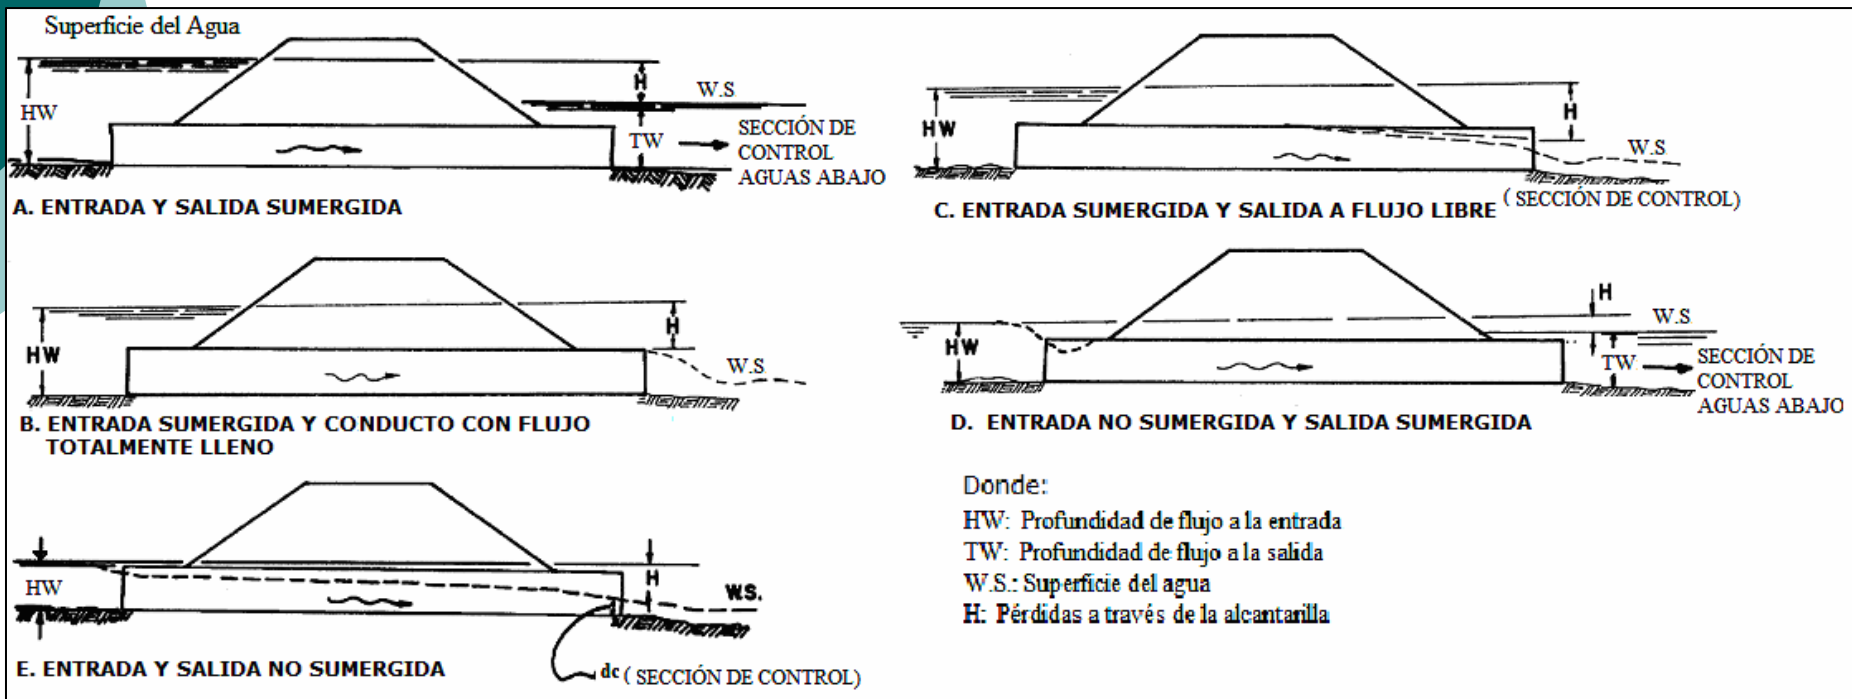 Superficie del Agua
HW
H
W.S
TW
SECCIÓN DE
CONTROL
AGUAS ABAJO
A. ENTRADA Y SALIDA SUMERGIDA
HW
H
W.S
B. ENTRADA SUMERGIDA Y CONDUCTO CON FLUJO
TOTALMENTE LLENO
HW
H
W.S.
dc ( SECCIÓN DE CONTROL)
E. ENTRADA Y SALIDA NO SUMERGIDA
HW
H
W.S
( SECCIÓN DE CONTROL)
C. ENTRADA SUMERGIDA Y SALIDA A FLUJO LIBRE
HW
H
W.S
TW
SECCIÓN DE
CONTROL
AGUAS ABAJO
D. ENTRADA NO SUMERGIDA Y SALIDA SUMERGIDA
Donde:
HW: Profundidad de flujo a la entrada
TW: Profundidad de flujo a la salida
W.S.: Superficie del agua
H: Pérdidas a través de la alcantarilla